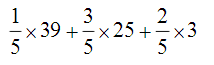 1/5 × 39 + 3/5 × 25 + 2/5 × 3